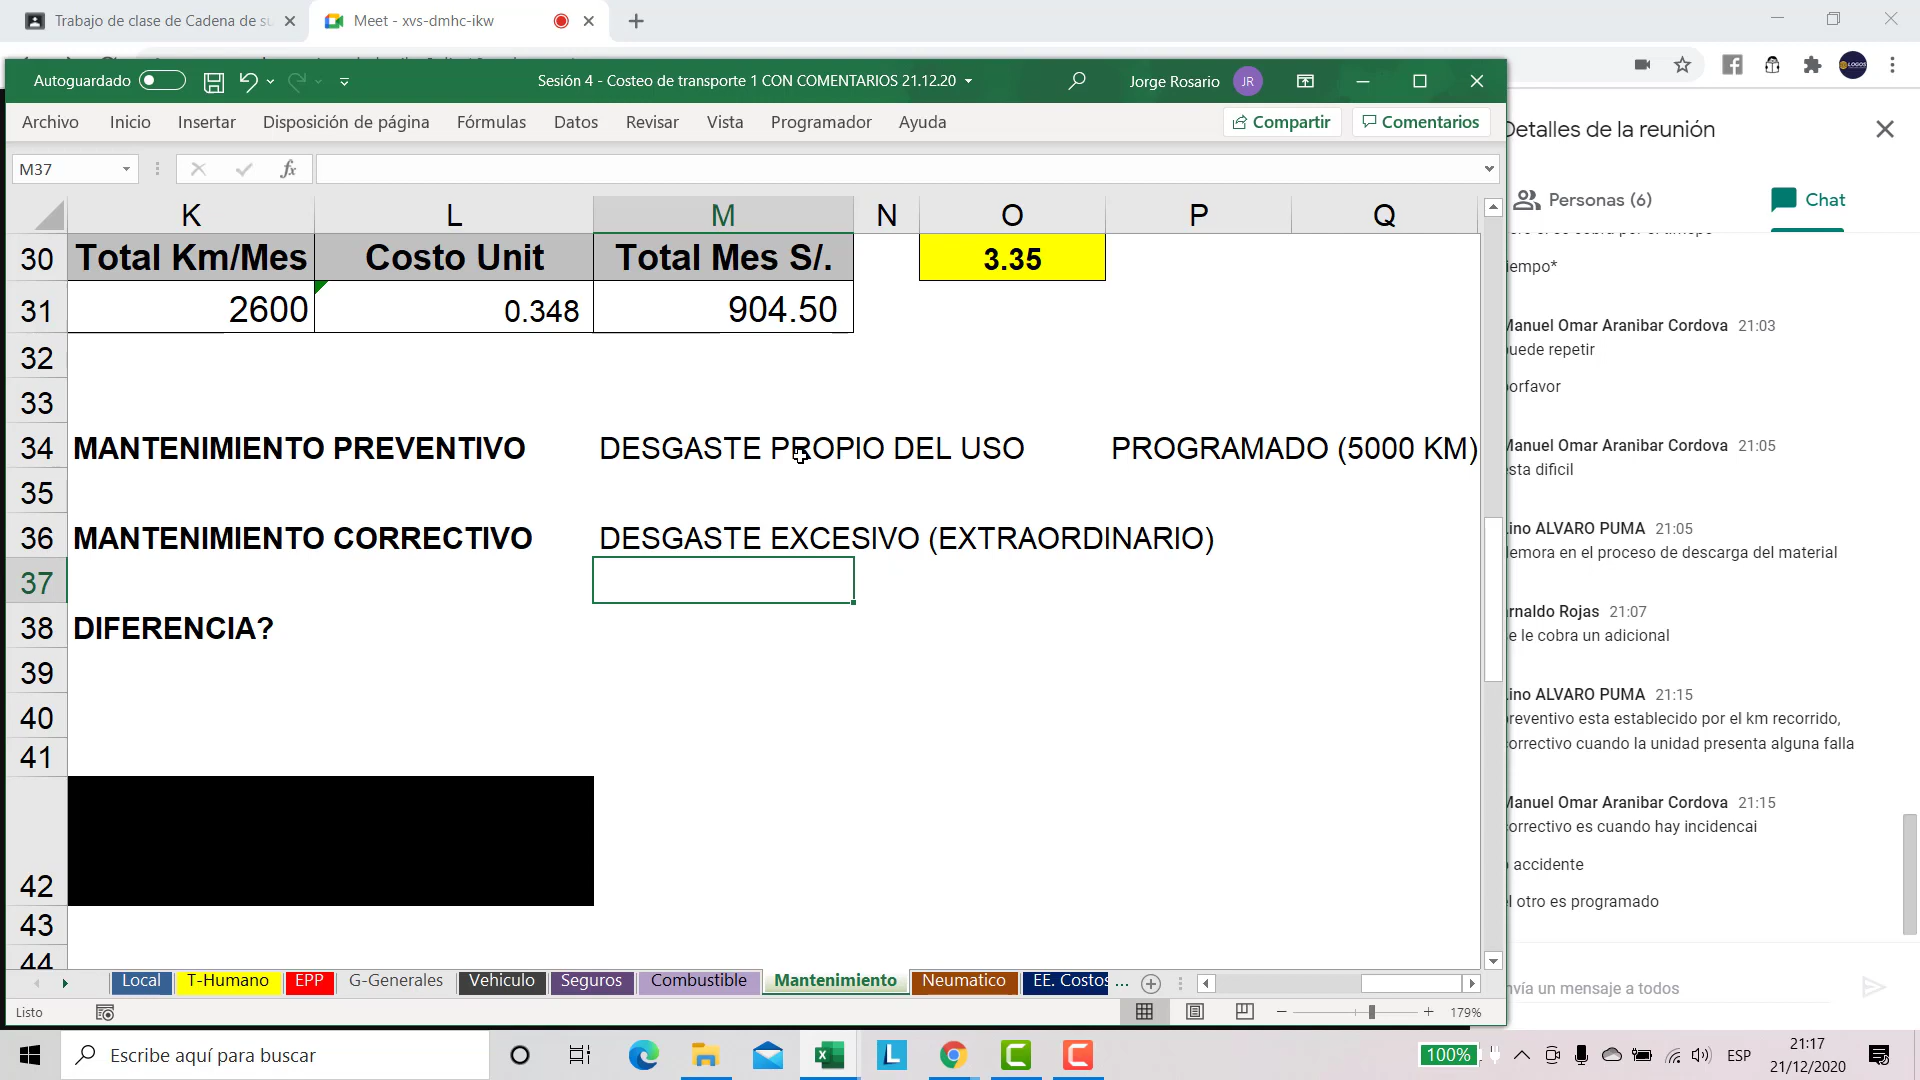 Trabajo de clase de Cadena de su
Meet - xvs-dmhc-ikw
Autoguardado
Sesión 4 - Costeo de transporte 1 CON COMENTARIOS 21.12.20
Jorge Rosario
JR
Archivo Inicio Insertar Disposición de página Fórmulas Datos Revisar Vista Programador Ayuda
Compartir
Comentarios
M37
fx
K L M N O P Q
30 Total Km/Mes Costo Unit Total Mes S/. 3.35
31 2600 0.348 904.50
32
33
34 MANTENIMIENTO PREVENTIVO DESGASTE PROPIO DEL USO PROGRAMADO (5000 KM)
35
36 MANTENIMIENTO CORRECTIVO DESGASTE EXCESIVO (EXTRAORDINARIO)
37
38 DIFERENCIA?
39
40
41
42
43
44
Local T-Humano EPP G-Generales Vehiculo Seguros Combustible Mantenimiento Neumatico EE. Costos ...
Listo
179%
Detalles de la reunión
Personas (6)
Chat
iempo*
Manuel Omar Aranibar Cordova 21:03
uede repetir
orfavor
Manuel Omar Aranibar Cordova 21:05
sta dificil
ino ALVARO PUMA 21:05
demora en el proceso de descarga del material
rnaldo Rojas 21:07
e le cobra un adicional
ino ALVARO PUMA 21:15
reventivo esta establecido por el km recorrido,
orrectivo cuando la unidad presenta alguna falla
Manuel Omar Aranibar Cordova 21:15
orrectivo es cuando hay incidencai
accidente
l otro es programado
nvía un mensaje a todos
Escribe aquí para buscar
100%
ESP
21:17
21/12/2020